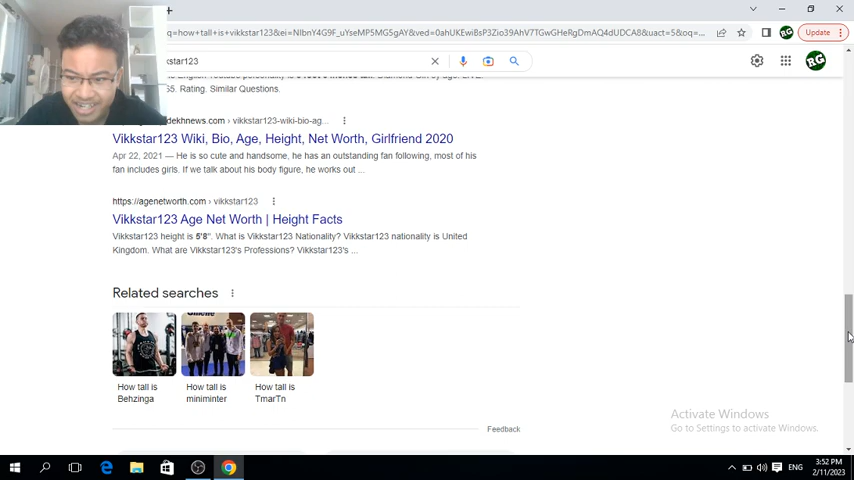 Update
q=how+tall+is+vikkstar123&ei=NIbnY4G9F_uYseMP5MGSgAY&ved=0ahUKEwi8sP3Zio39AhV7TGwGHeRgDmAQ4dUDCA8&uact=5&oq=...
kstar123
RG
Rating. Similar Questions.
dekhnews.com › vikkstar123-wiki-bio-ag...
Vikkstar123 Wiki, Bio, Age, Height, Net Worth, Girlfriend 2020
Apr 22, 2021 — He is so cute and handsome, he has an outstanding fan following, most of his
fan includes girls. If we talk about his body figure, he works out ...
https://agenetworth.com › vikkstar123
Vikkstar123 Age Net Worth | Height Facts
Vikkstar123 height is 5'8". What is Vikkstar123 Nationality? Vikkstar123 nationality is United
Kingdom. What are Vikkstar123's Professions? Vikkstar123's ...
Related searches
How tall is
Behzinga
How tall is
miniminter
How tall is
TmarTn
Feedback
Activate Windows
Go to Settings to activate Windows.
ENG
3:52 PM
2/11/2023